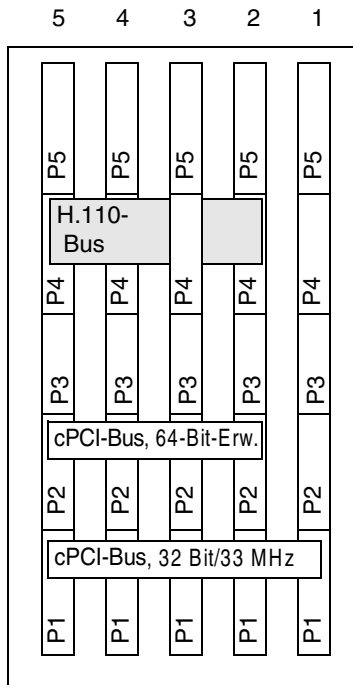 5 4 3 2 1
P5 P5 P5 P5 P5
H.110-
Bus
P4 P4 P4 P4 P4
P3 P3 P3 P3 P3
cPCI-Bus, 64-Bit-Erw.
P2 P2 P2 P2 P2
cPCI-Bus, 32 Bit/33 MHz
P1 P1 P1 P1 P1